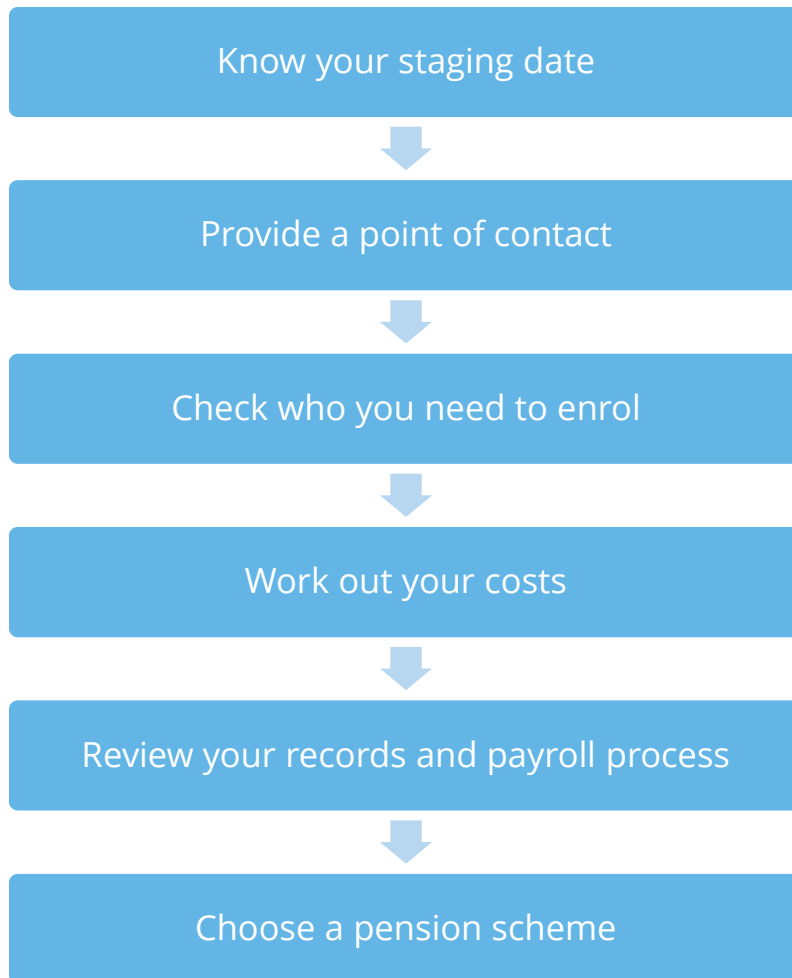 Know your staging date
Provide a point of contact
Check who you need to enrol
Work out your costs
Review your records and payroll process
Choose a pension scheme